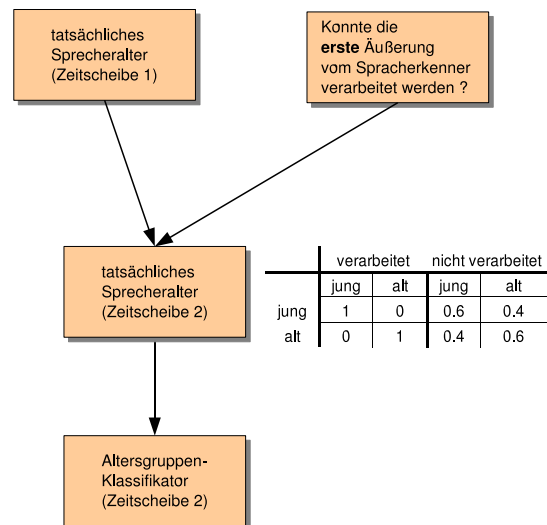 tatsächliches
Sprecheralter
(Zeitscheibe 1)
Konnte die
erste Äußerung
vom Spracherkenner
verarbeitet werden ?
tatsächliches
Sprecheralter
(Zeitscheibe 2)
verarbeitet nicht verarbeitet
jung alt jung alt
jung 1 0 0.6 0.4
alt 0 1 0.4 0.6
Altersgruppen-
Klassifikator
(Zeitscheibe 2)